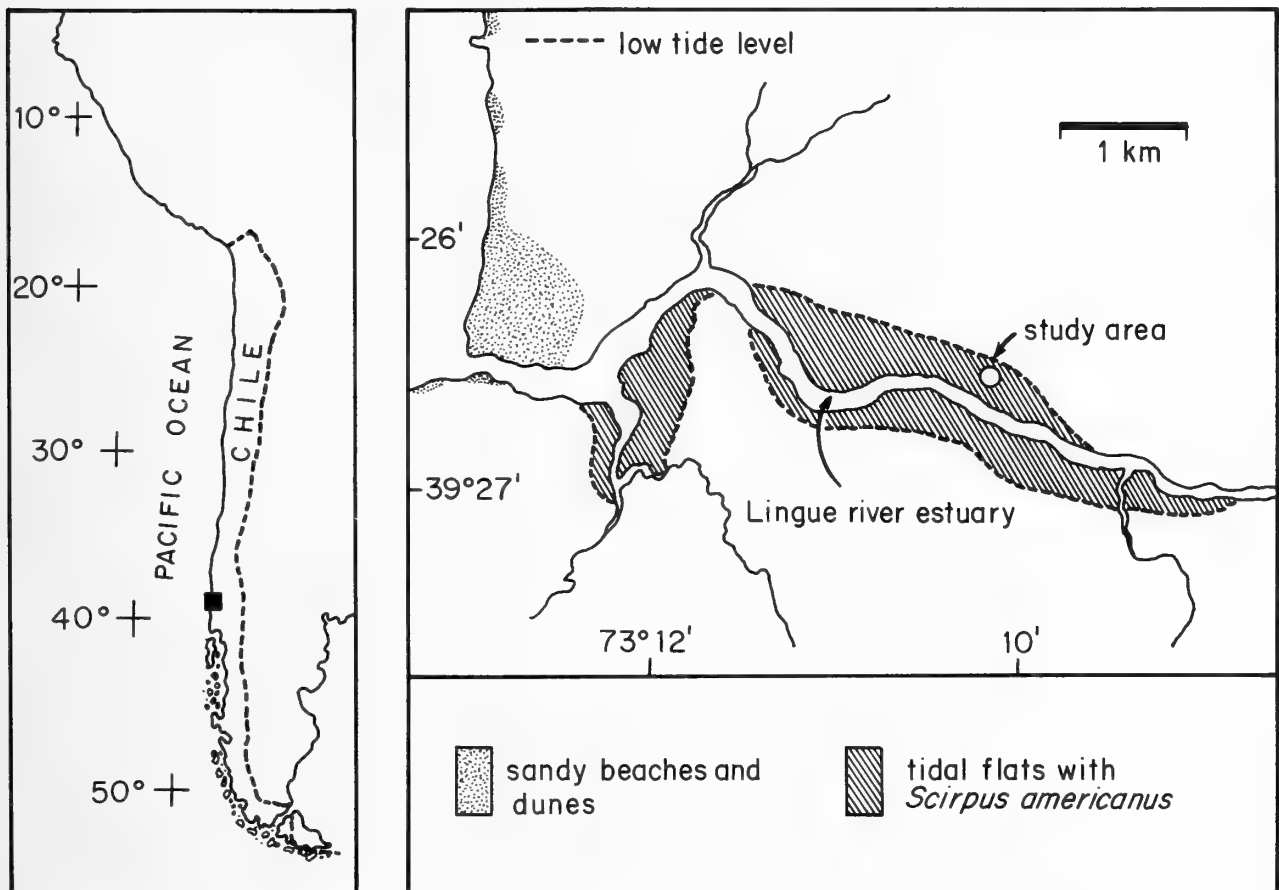 10°
20°
30°
40°
50°
PACIFIC OCEAN
CHILE
low tide level
1 km
26'
study area
39°27'
Lingue river estuary
73°12'
10'
sandy beaches and
dunes
tidal flats with
Scirpus americanus